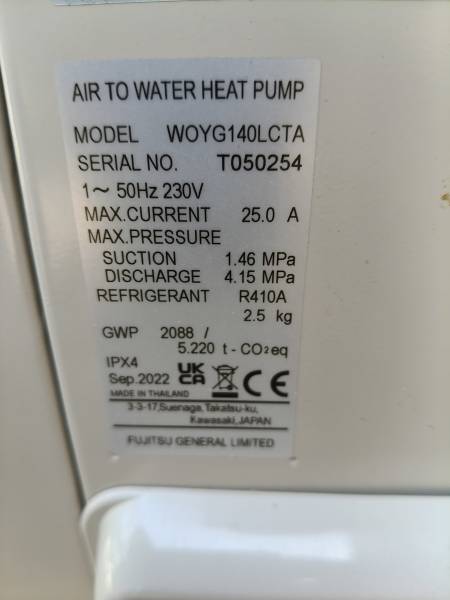 AIR TO WATER HEAT PUMP
MODEL WOYG140LCTA
SERIAL NO. T050254
1~ 50Hz 230V
MAX.CURRENT 25.0 A
MAX.PRESSURE
SUCTION 1.46 MPa
DISCHARGE 4.15 MPa
REFRIGERANT R410A
2.5 kg
GWP 2088 /
5.220 t-CO2eq
IPX4
Sep.2022 UKCA CE
MADE IN THAILAND
3-3-17,Suenaga,Takatsu-ku,
Kawasaki,JAPAN
FUJITSU GENERAL LIMITED